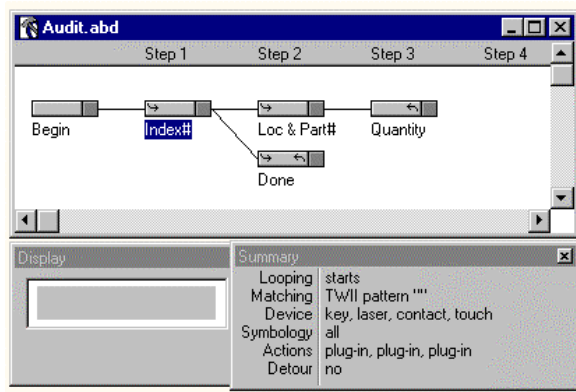 Audit.abd
Step 1 Step 2 Step 3 Step 4
Begin Index# Loc & Part# Quantity
Done
Display
Summary
Looping starts
Matching TWII pattern ""
Device key, laser, contact, touch
Symbology all
Actions plug-in, plug-in, plug-in
Detour no